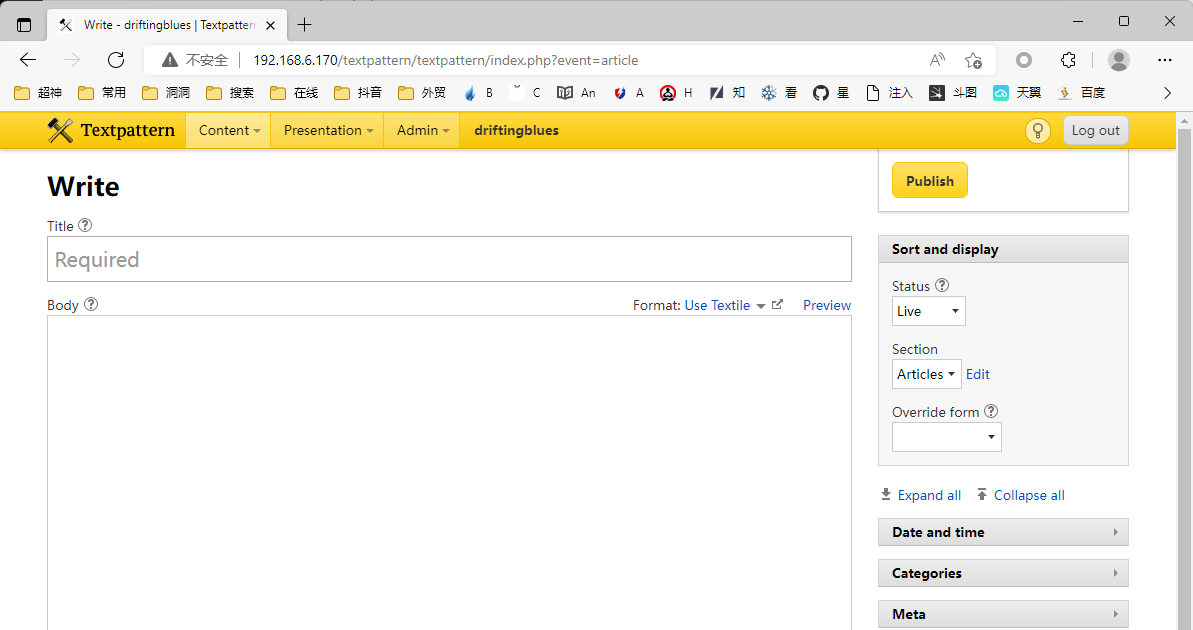 Write - driftingblues | Textpattern
不安全 192.168.6.170/textpattern/textpattern/index.php?event=article
超神 常用 洞洞 搜索 在线 抖音 外贸 B C An A H 知 看 星 注入 斗图 天翼 百度
Textpattern Content Presentation Admin driftingblues Log out
Write
Publish
Title
Required
Sort and display
Status
Live
Body Format: Use Textile Preview
Section
Articles Edit
Override form
Expand all Collapse all
Date and time
Categories
Meta